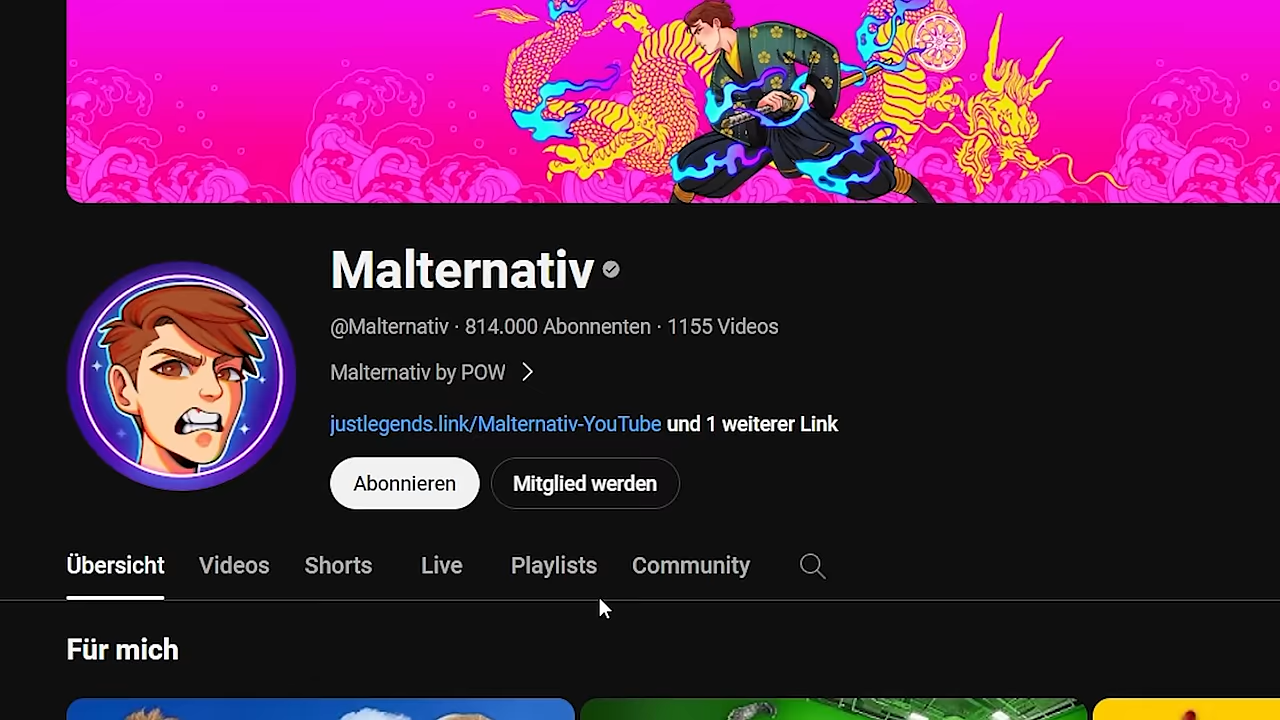 Malternativ
@Malternativ · 814.000 Abonnenten · 1155 Videos
Malternativ by POW
justlegends.link/Malternativ-YouTube und 1 weiterer Link
Abonnieren Mitglied werden
Übersicht Videos Shorts Live Playlists Community
Für mich